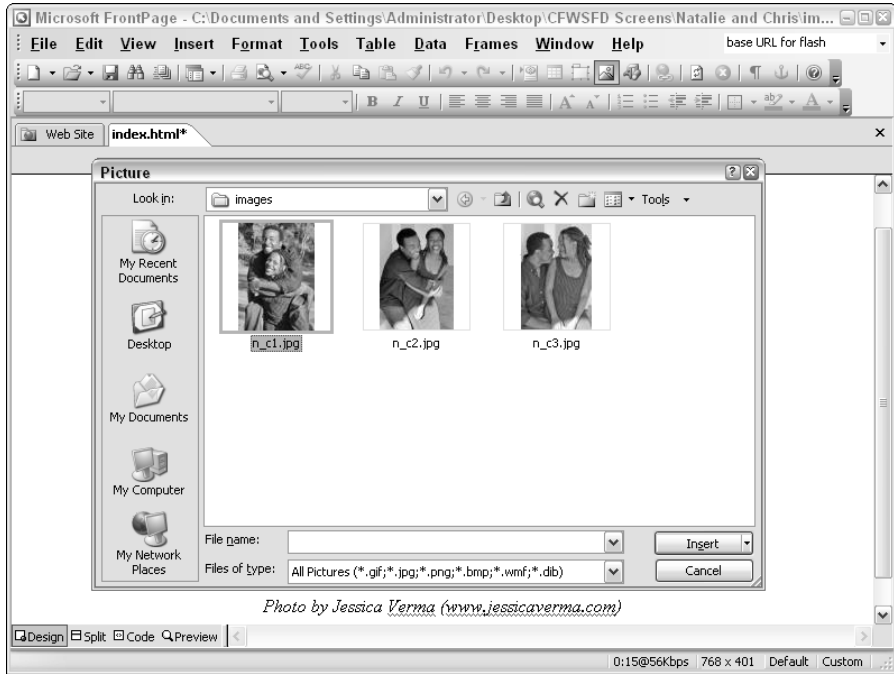 Microsoft FrontPage - C:\Documents and Settings\Administrator\Desktop\CFWSFD Screens\Natalie and Chris\im...
File Edit View Insert Format Tools Table Data Frames Window Help base URL for flash
B I U A A ab A
Web Site index.html*
Picture
Look in: images Tools
My Recent Documents
Desktop
My Documents
My Computer
My Network Places
n_c1.jpg n_c2.jpg n_c3.jpg
File name: Insert
Files of type: All Pictures (*.gif;*.jpg;*.png;*.bmp;*.wmf;*.dib) Cancel
Photo by Jessica Verma (www.jessicaverma.com)
Design Split Code Preview
0:15@56Kbps 768 x 401 Default Custom